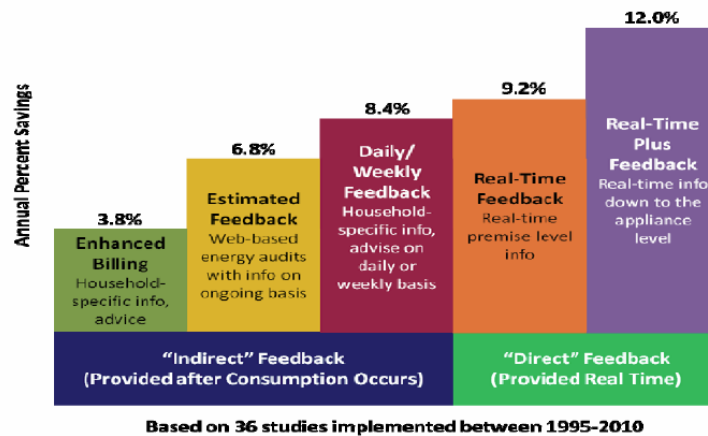 Annual Percent Savings
3.8%
Enhanced
Billing
Household-
specific info,
advice
6.8%
Estimated
Feedback
Web-based
energy audits
with info on
ongoing basis
8.4%
Daily/
Weekly
Feedback
Household-
specific info,
advise on
daily or
weekly basis
9.2%
Real-Time
Feedback
Real-time
premise level
info
12.0%
Real-Time
Plus
Feedback
Real-time info
down to the
appliance
level
“Indirect” Feedback
(Provided after Consumption Occurs)
“Direct” Feedback
(Provided Real Time)
Based on 36 studies implemented between 1995-2010